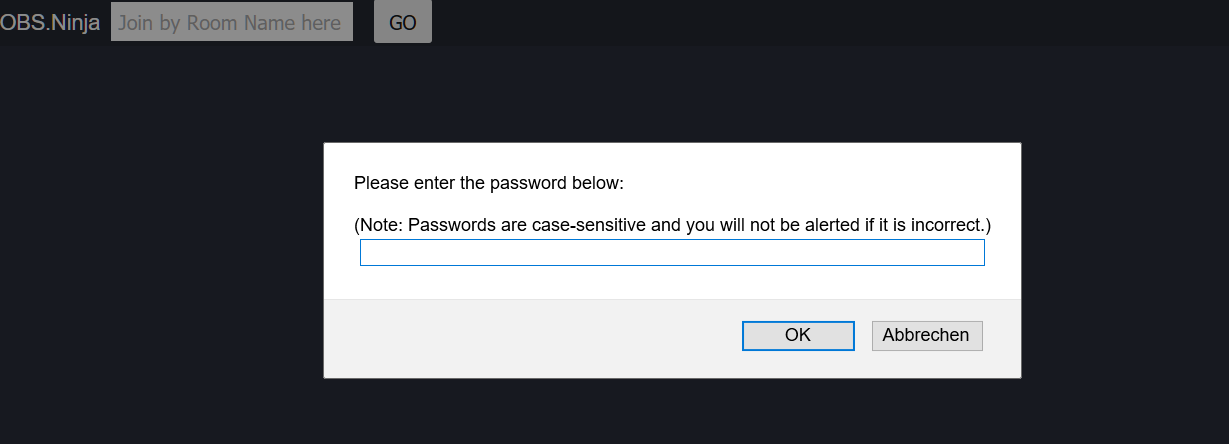 OBS.Ninja Join by Room Name here GO
Please enter the password below:
(Note: Passwords are case-sensitive and you will not be alerted if it is incorrect.)
OK Abbrechen